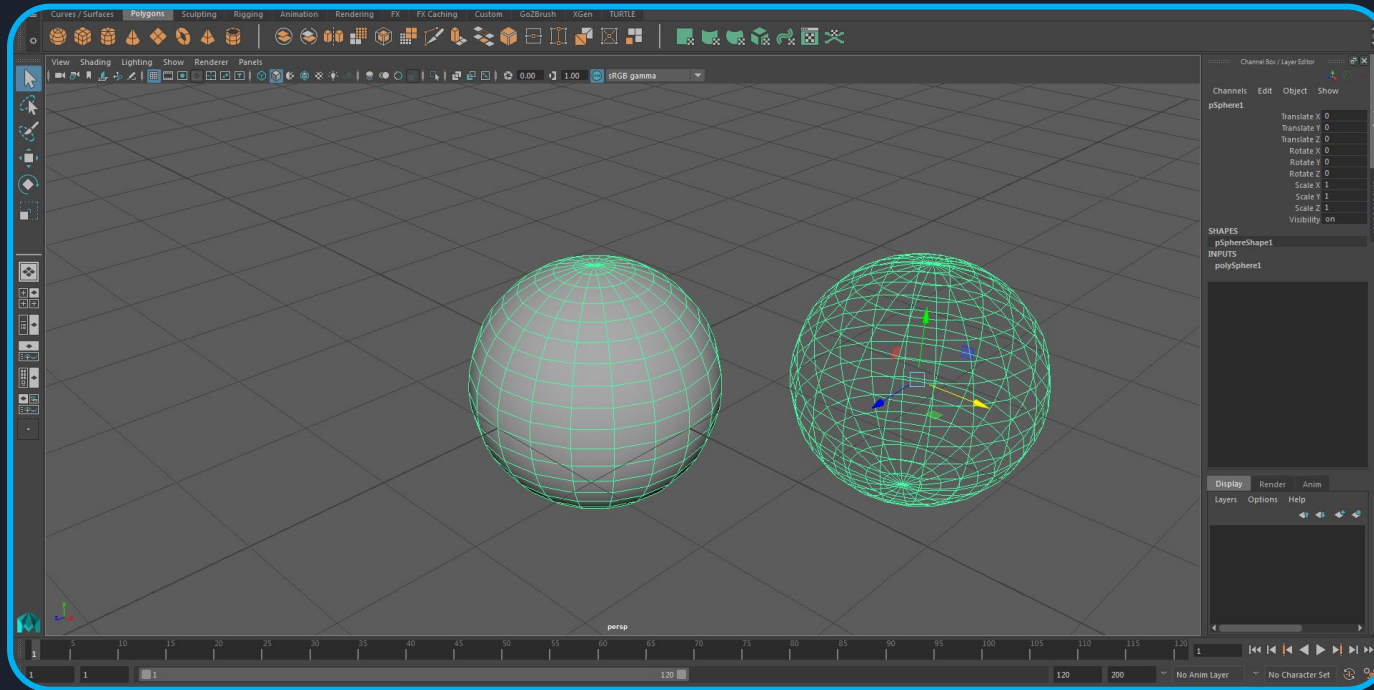 Curves / Surfaces Polygons Sculpting Rigging Animation Rendering FX FX Caching Custom GoZBrush XGen TURTLE
View Shading Lighting Show Renderer Panels
0.00 1.00 sRGB gamma
Channel Box / Layer Editor
Channels Edit Object Show
pSphere1
Translate X 0
Translate Y 0
Translate Z 0
Rotate X 0
Rotate Y 0
Rotate Z 0
Scale X 1
Scale Y 1
Scale Z 1
Visibility on
SHAPES
pSphereShape1
INPUTS
polySphere1
Display Render Anim
Layers Options Help
persp
5 10 15 20 25 30 35 40 45 50 55 60 65 70 75 80 85 90 95 100 105 110 115 120
1 1
1 1 1 120 120 200 No Anim Layer No Character Set